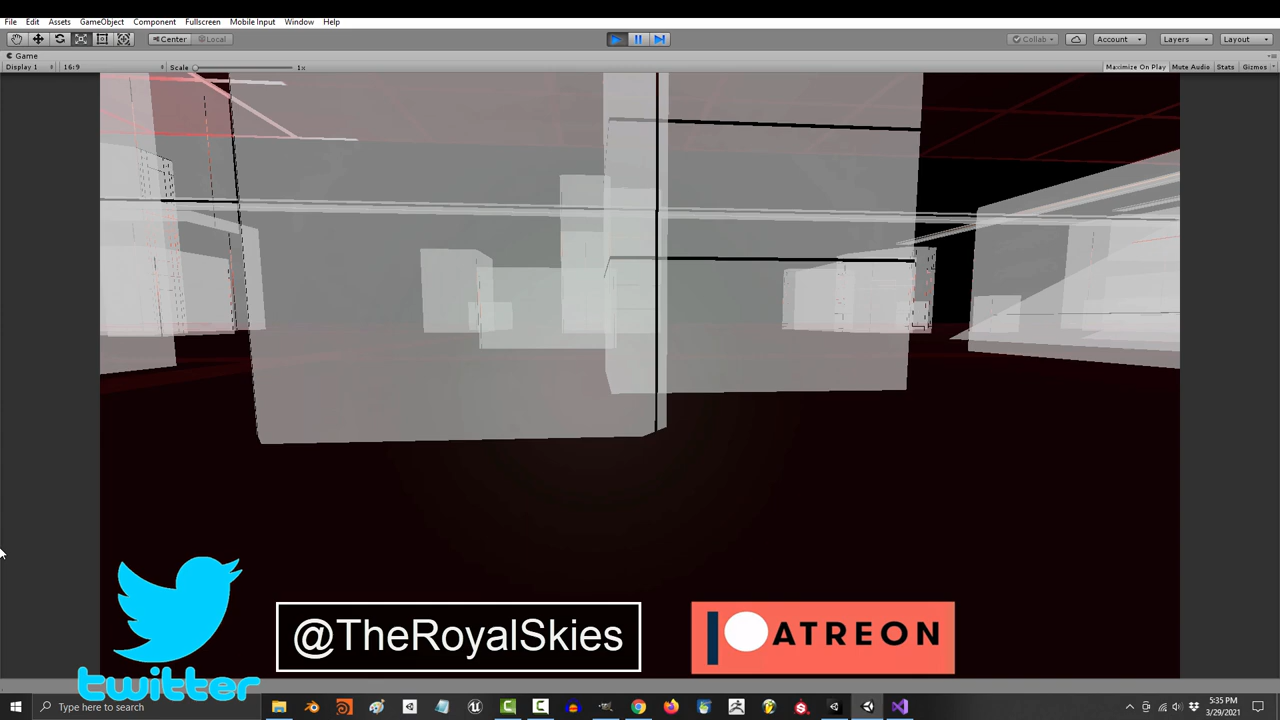 File Edit Assets GameObject Component Fullscreen Mobile Input Window Help
Center Local Collab Account Layers Layout
Game
Display 1 16:9 Scale 1x Maximize On Play Mute Audio Stats Gizmos
@TheRoyalSkies
PATREON
twitter
Type here to search
5:35 PM
3/29/2021